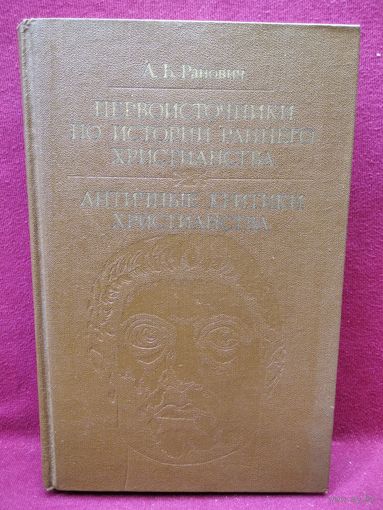 А. Б. Ранович
ПЕРВОИСТОЧНИКИ
ПО ИСТОРИИ РАННЕГО
ХРИСТИАНСТВА
АНТИЧНЫЕ КРИТИКИ
ХРИСТИАНСТВА